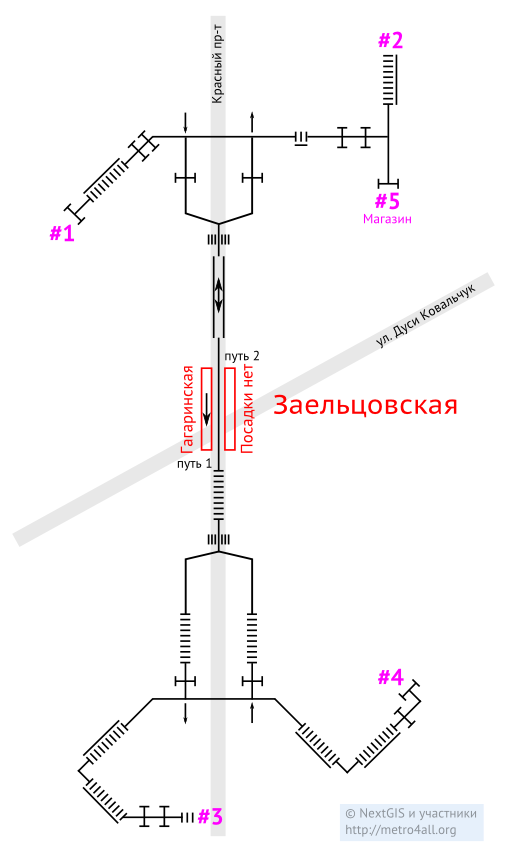 Красный пр-т
#2
#1
#5
Магазин
ул. Дуси Ковальчук
путь 2
Гагаринская
Посадки нет
Заельцовская
путь 1
#4
#3
© NextGIS и участники
http://metro4all.org